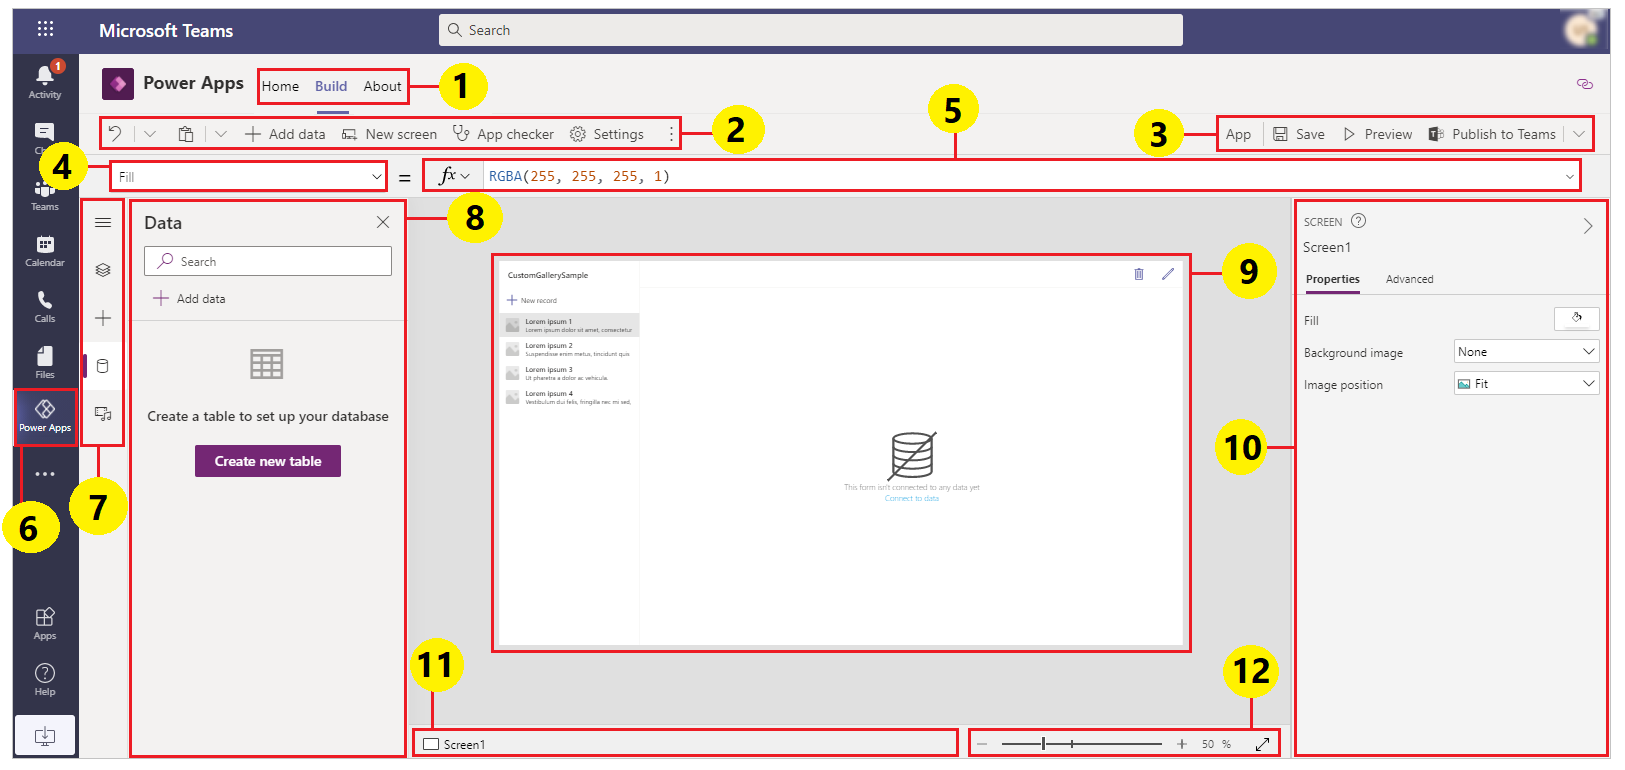 Microsoft Teams
Search
1
Activity
Power Apps
Home Build About
1
5
Add data New screen App checker Settings
2
3
App Save Preview Publish to Teams
4
Fill
=
fx RGBA(255, 255, 255, 1)
Teams
Calendar
Calls
Files
Power Apps
6
7
Apps
Help
Data
8
Search
Add data
Create a table to set up your database
Create new table
CustomGallerySample
New record
Lorem ipsum 1
Lorem ipsum dolor sit amet, consectetur
Lorem ipsum 2
Suspendisse enim metus, tincidunt quis
Lorem ipsum 3
Ut pharetra a dolor ac vehicula.
Lorem ipsum 4
Vestibulum dui felis, fringilla nec mi sed,
This form isn't connected to any data yet
Connect to data
9
SCREEN ?
Screen1
Properties Advanced
Fill
Background image None
Image position Fit
10
11
12
Screen1
50 %